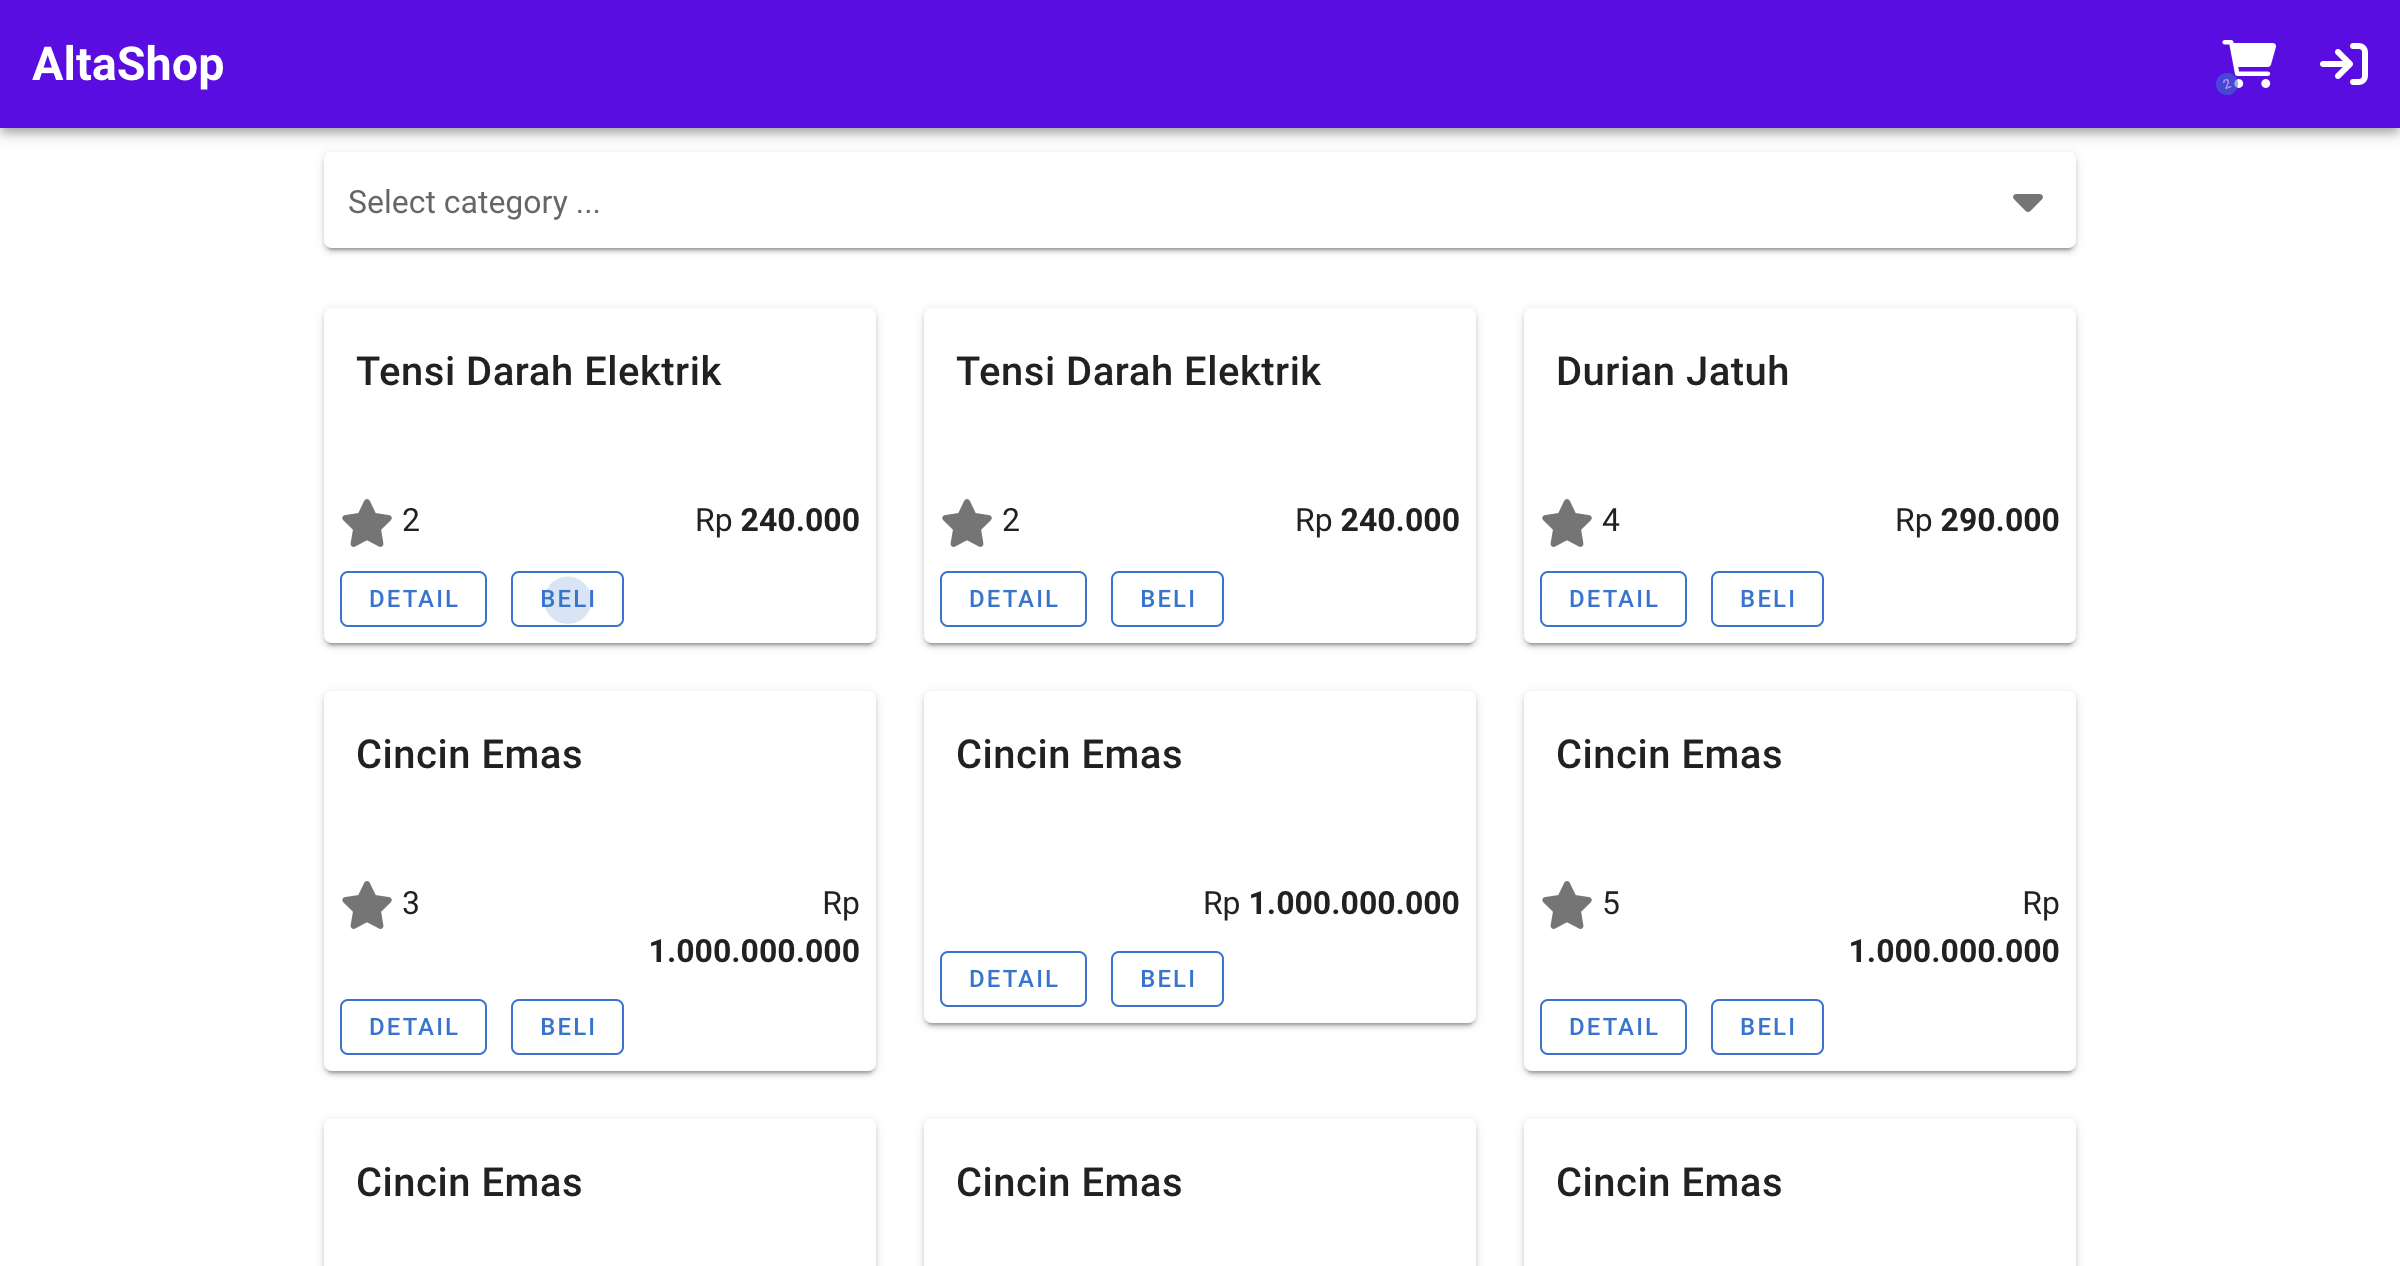 AltaShop
2
Select category ...
Tensi Darah Elektrik
2
Rp 240.000
DETAIL
BELI
Tensi Darah Elektrik
2
Rp 240.000
DETAIL
BELI
Durian Jatuh
4
Rp 290.000
DETAIL
BELI
Cincin Emas
3
Rp
1.000.000.000
DETAIL
BELI
Cincin Emas
Rp 1.000.000.000
DETAIL
BELI
Cincin Emas
5
Rp
1.000.000.000
DETAIL
BELI
Cincin Emas
Cincin Emas
Cincin Emas